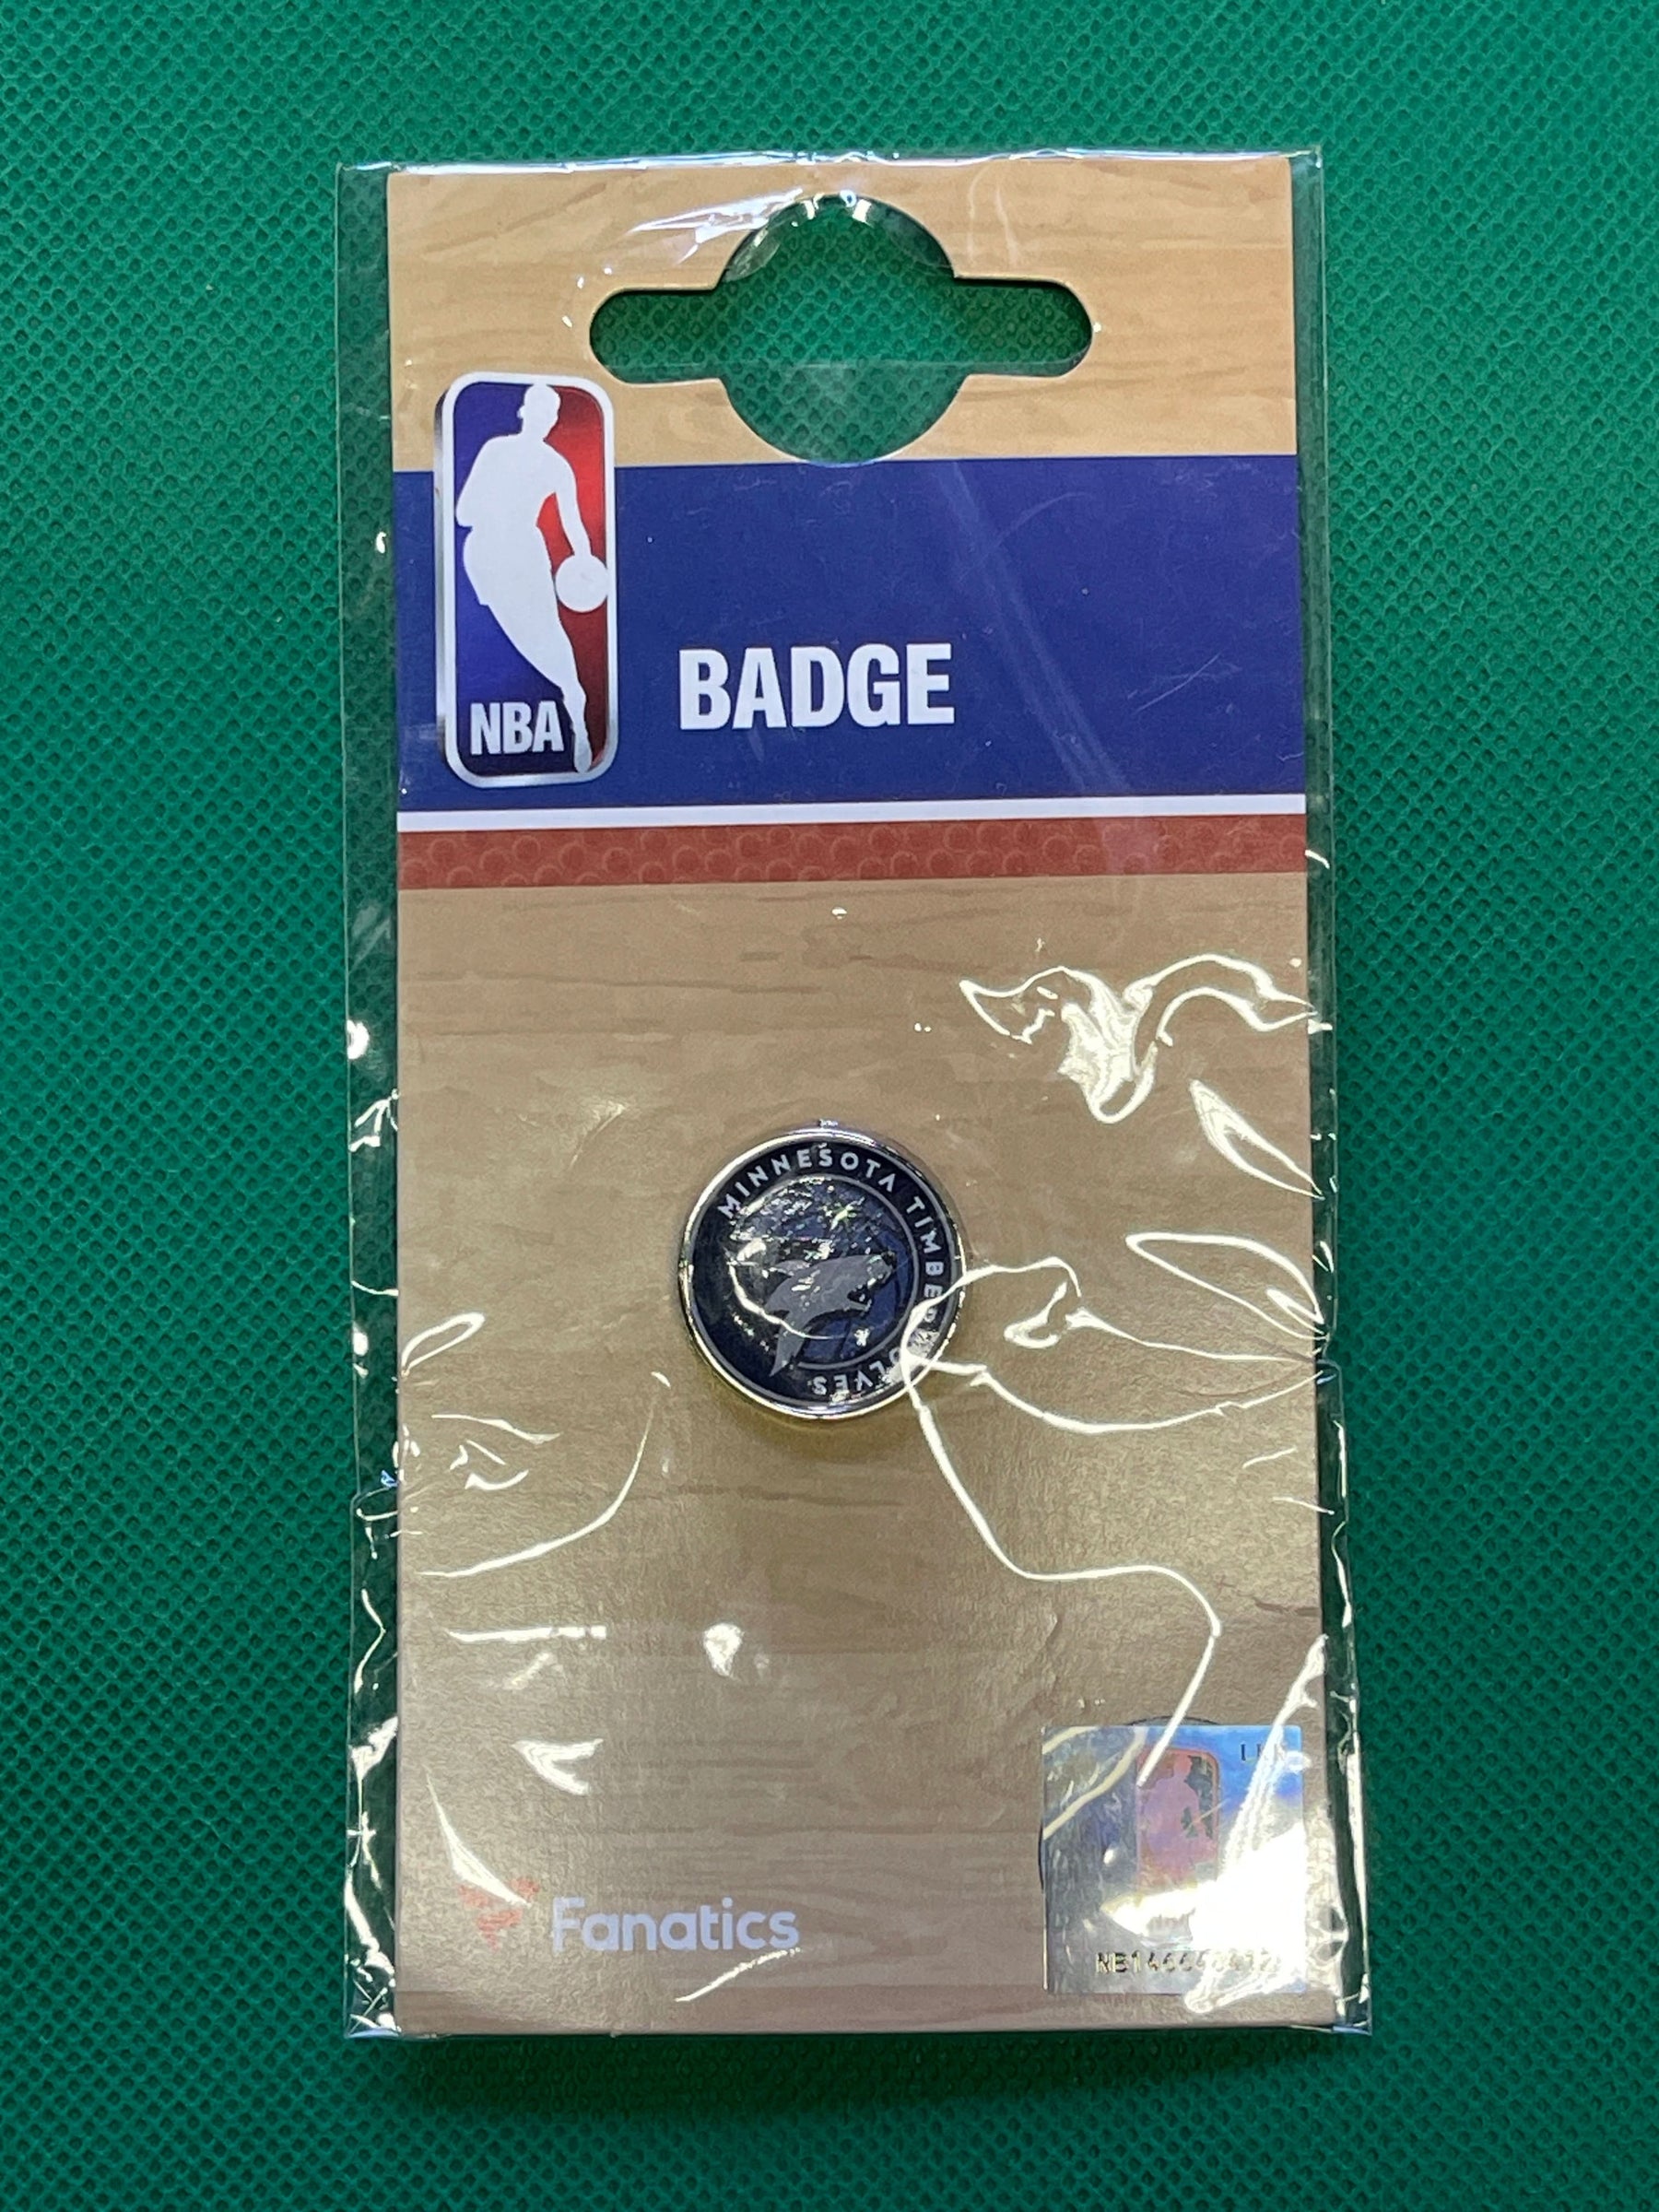 NBA
BADGE
MINNESOTA TIMBERWOLVES
Fanatics